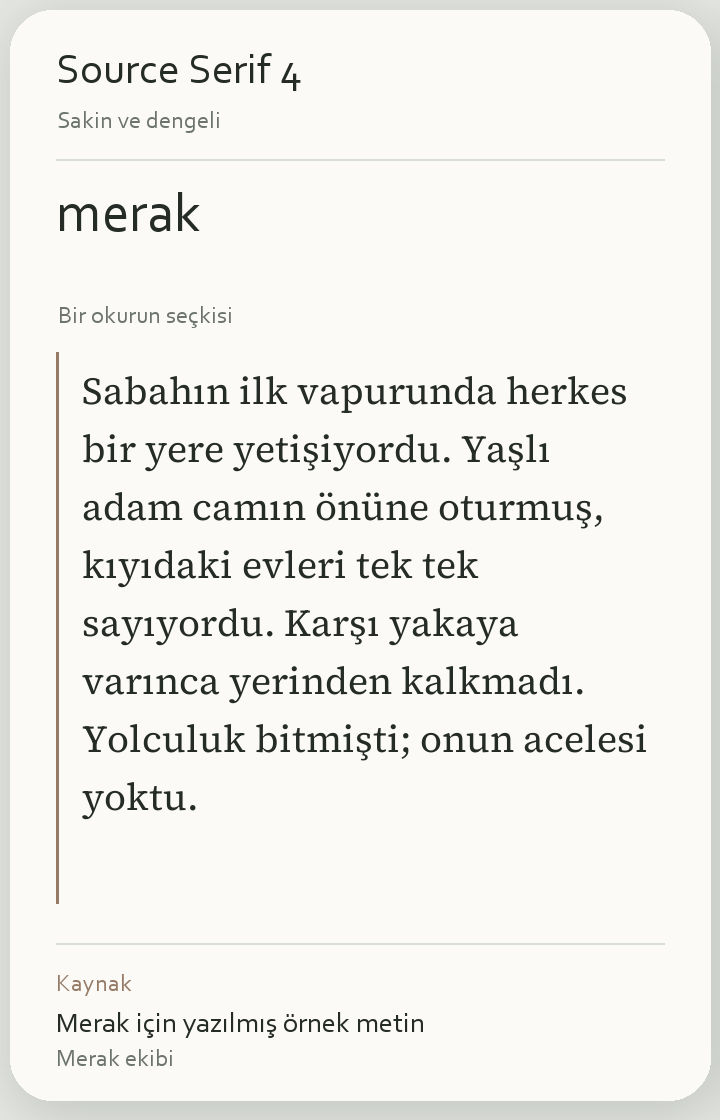 Source Serif 4
Sakin ve dengeli
merak
Bir okurun seçkisi
Sabahın ilk vapurunda herkes
bir yere yetişiyordu. Yaşlı
adam camın önüne oturmuş,
kıyıdaki evleri tek tek
sayıyordu. Karşı yakaya
varınca yerinden kalkmadı.
Yolculuk bitmişti; onun acelesi
yoktu.
Kaynak
Merak için yazılmış örnek metin
Merak ekibi